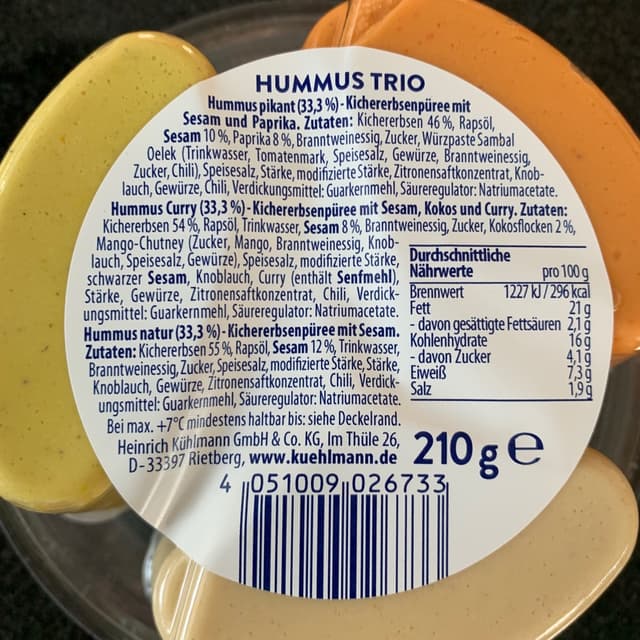 HUMMUS TRIO
Hummus pikant (33,3 %) - Kichererbsenpüree mit
Sesam und Paprika. Zutaten: Kichererbsen 46 %, Rapsöl,
Sesam 10 %, Paprika 8 %, Branntweinessig, Zucker, Würzpaste Sambal
Oelek (Trinkwasser, Tomatenmark, Speisesalz, Gewürze, Branntweinessig,
Zucker, Chili), Speisesalz, Stärke, modifizierte Stärke, Zitronensaftkonzentrat, Knob-
lauch, Gewürze, Chili, Verdickungsmittel: Guarkernmehl, Säureregulator: Natriumacetate.
Hummus Curry (33,3 %) - Kichererbsenpüree mit Sesam, Kokos und Curry. Zutaten:
Kichererbsen 54 %, Rapsöl, Trinkwasser, Sesam 8 %, Branntweinessig, Zucker, Kokosflocken 2 %,
Mango-Chutney (Zucker, Mango, Branntweinessig, Knob-
lauch, Speisesalz, Gewürze), Speisesalz, modifizierte Stärke,
schwarzer Sesam, Knoblauch, Curry (enthält Senfmehl),
Stärke, Gewürze, Zitronensaftkonzentrat, Chili, Verdick-
ungsmittel: Guarkernmehl, Säureregulator: Natriumacetate.
Hummus natur (33,3 %) - Kichererbsenpüree mit Sesam.
Zutaten: Kichererbsen 55 %, Rapsöl, Sesam 12 %, Trinkwasser,
Branntweinessig, Zucker, Speisesalz, modifizierte Stärke, Stärke,
Knoblauch, Gewürze, Zitronensaftkonzentrat, Chili, Verdick-
ungsmittel: Guarkernmehl, Säureregulator: Natriumacetate.
Bei max. +7°C mindestens haltbar bis: siehe Deckelrand.
Heinrich Kühlmann GmbH & Co. KG, Im Thüle 26,
D-33397 Rietberg, www.kuehlmann.de
Durchschnittliche
Nährwerte pro 100 g
Brennwert 1227 kJ / 296 kcal
Fett 21 g
- davon gesättigte Fettsäuren 2,1 g
Kohlenhydrate 16 g
- davon Zucker 4,1 g
Eiweiß 7,3 g
Salz 1,9 g
210 g e
4 051009 026733